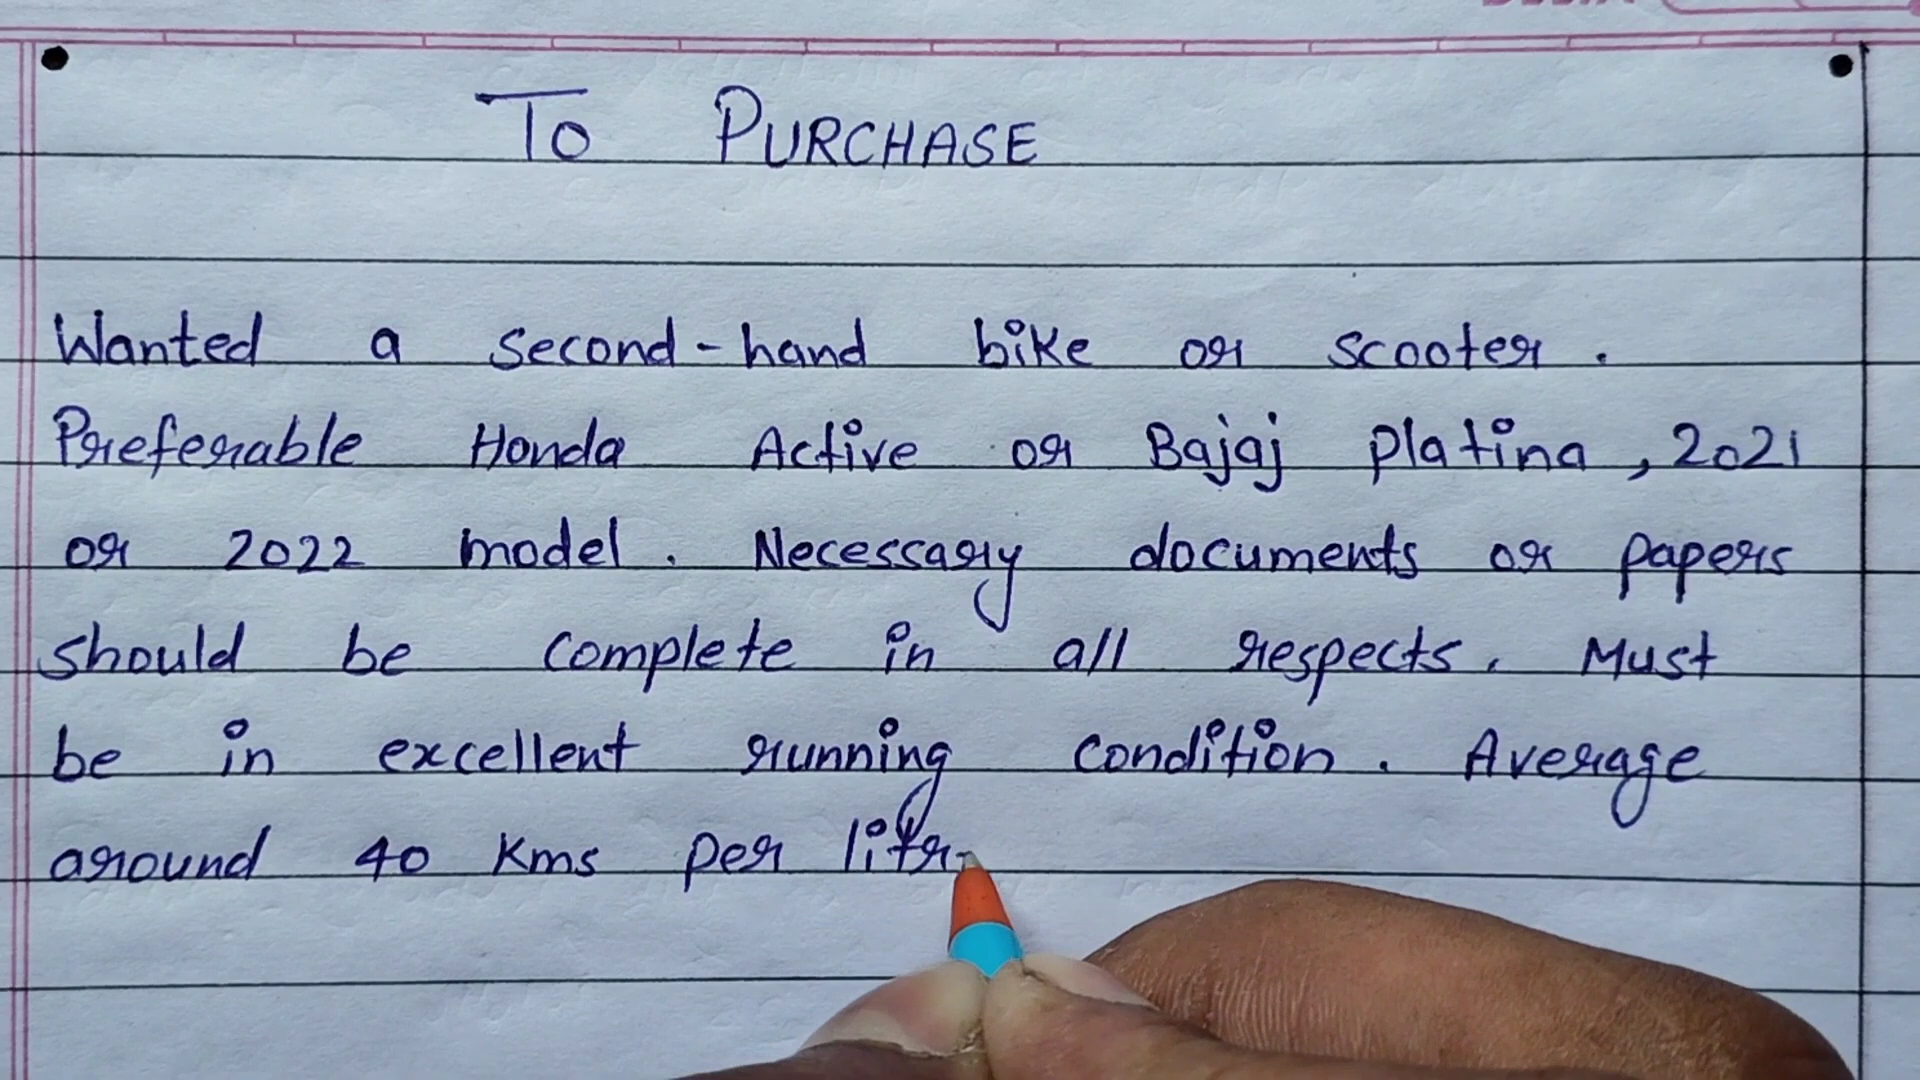 To PURCHASE
Wanted a second-hand bike or scooter.
Preferable Honda Active or Bajaj Platina, 2021
or 2022 model. Necessary documents or papers
should be complete in all respects. Must
be in excellent running condition. Average
around 40 Kms per litr